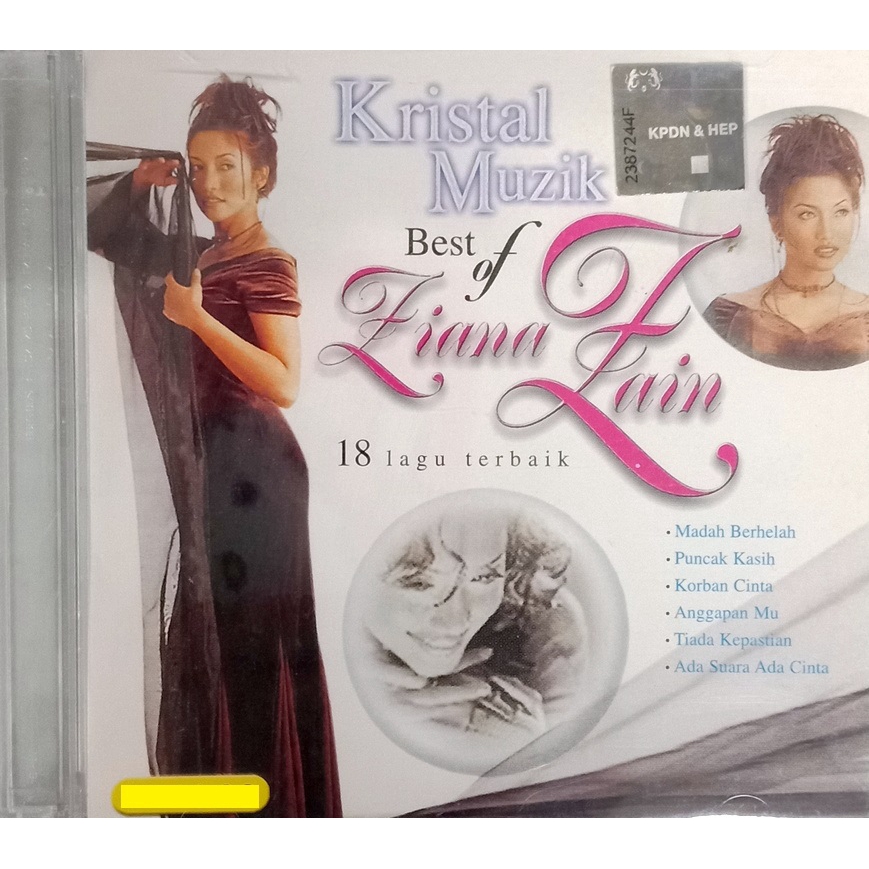 Kristal
Muzik
KPDN & HEP
2387244F
Best of
Ziana Zain
18 lagu terbaik
• Madah Berhelah
• Puncak Kasih
• Korban Cinta
• Anggapan Mu
• Tiada Kepastian
• Ada Suara Ada Cinta